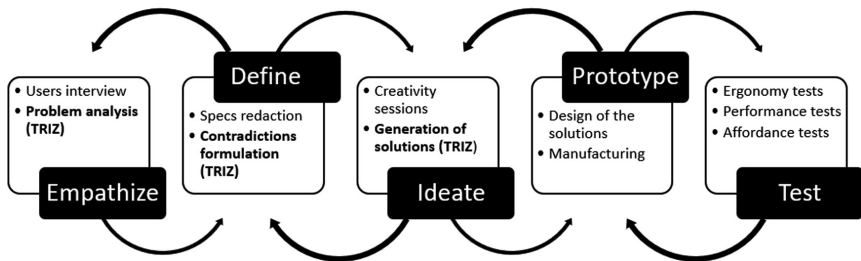 • Users interview
• Problem analysis
(TRIZ)
Empathize
Define
• Specs redaction
• Contradictions
formulation
(TRIZ)
• Creativity
sessions
• Generation of
solutions (TRIZ)
Ideate
Prototype
• Design of the
solutions
• Manufacturing
• Ergonomy tests
• Performance tests
• Affordance tests
Test